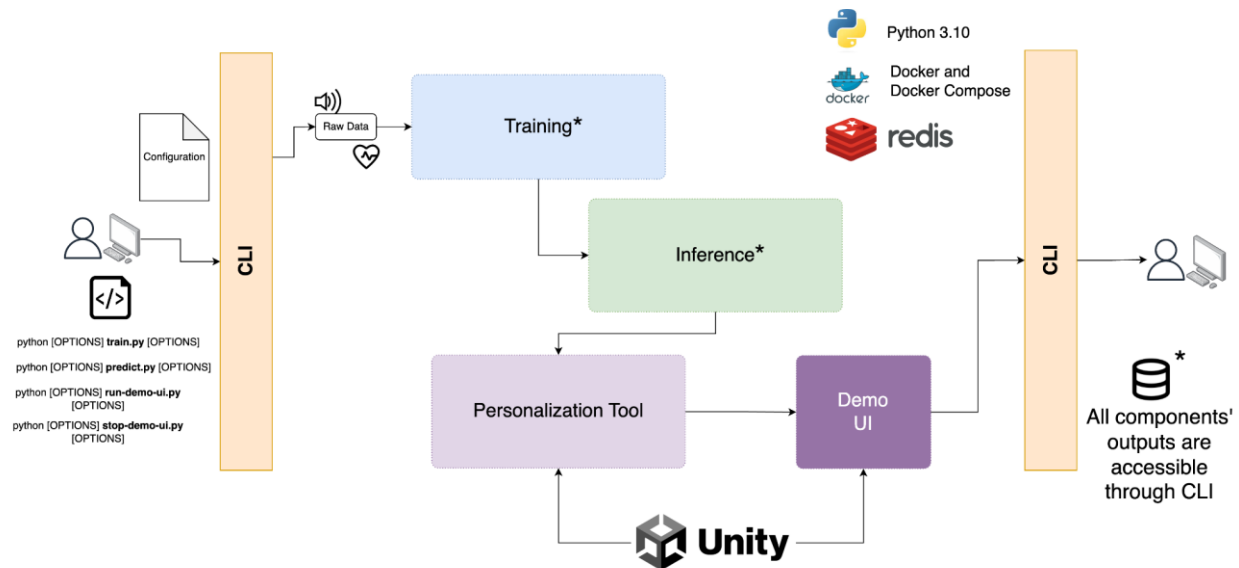 Configuration
</>
python [OPTIONS] train.py [OPTIONS]
python [OPTIONS] predict.py [OPTIONS]
python [OPTIONS] run-demo-ui.py
[OPTIONS]
python [OPTIONS] stop-demo-ui.py
[OPTIONS]
CLI
Raw Data
Training*
Inference*
Personalization Tool
Demo
UI
Unity
Python 3.10
docker
Docker and
Docker Compose
redis
CLI
*
All components'
outputs are
accessible
through CLI